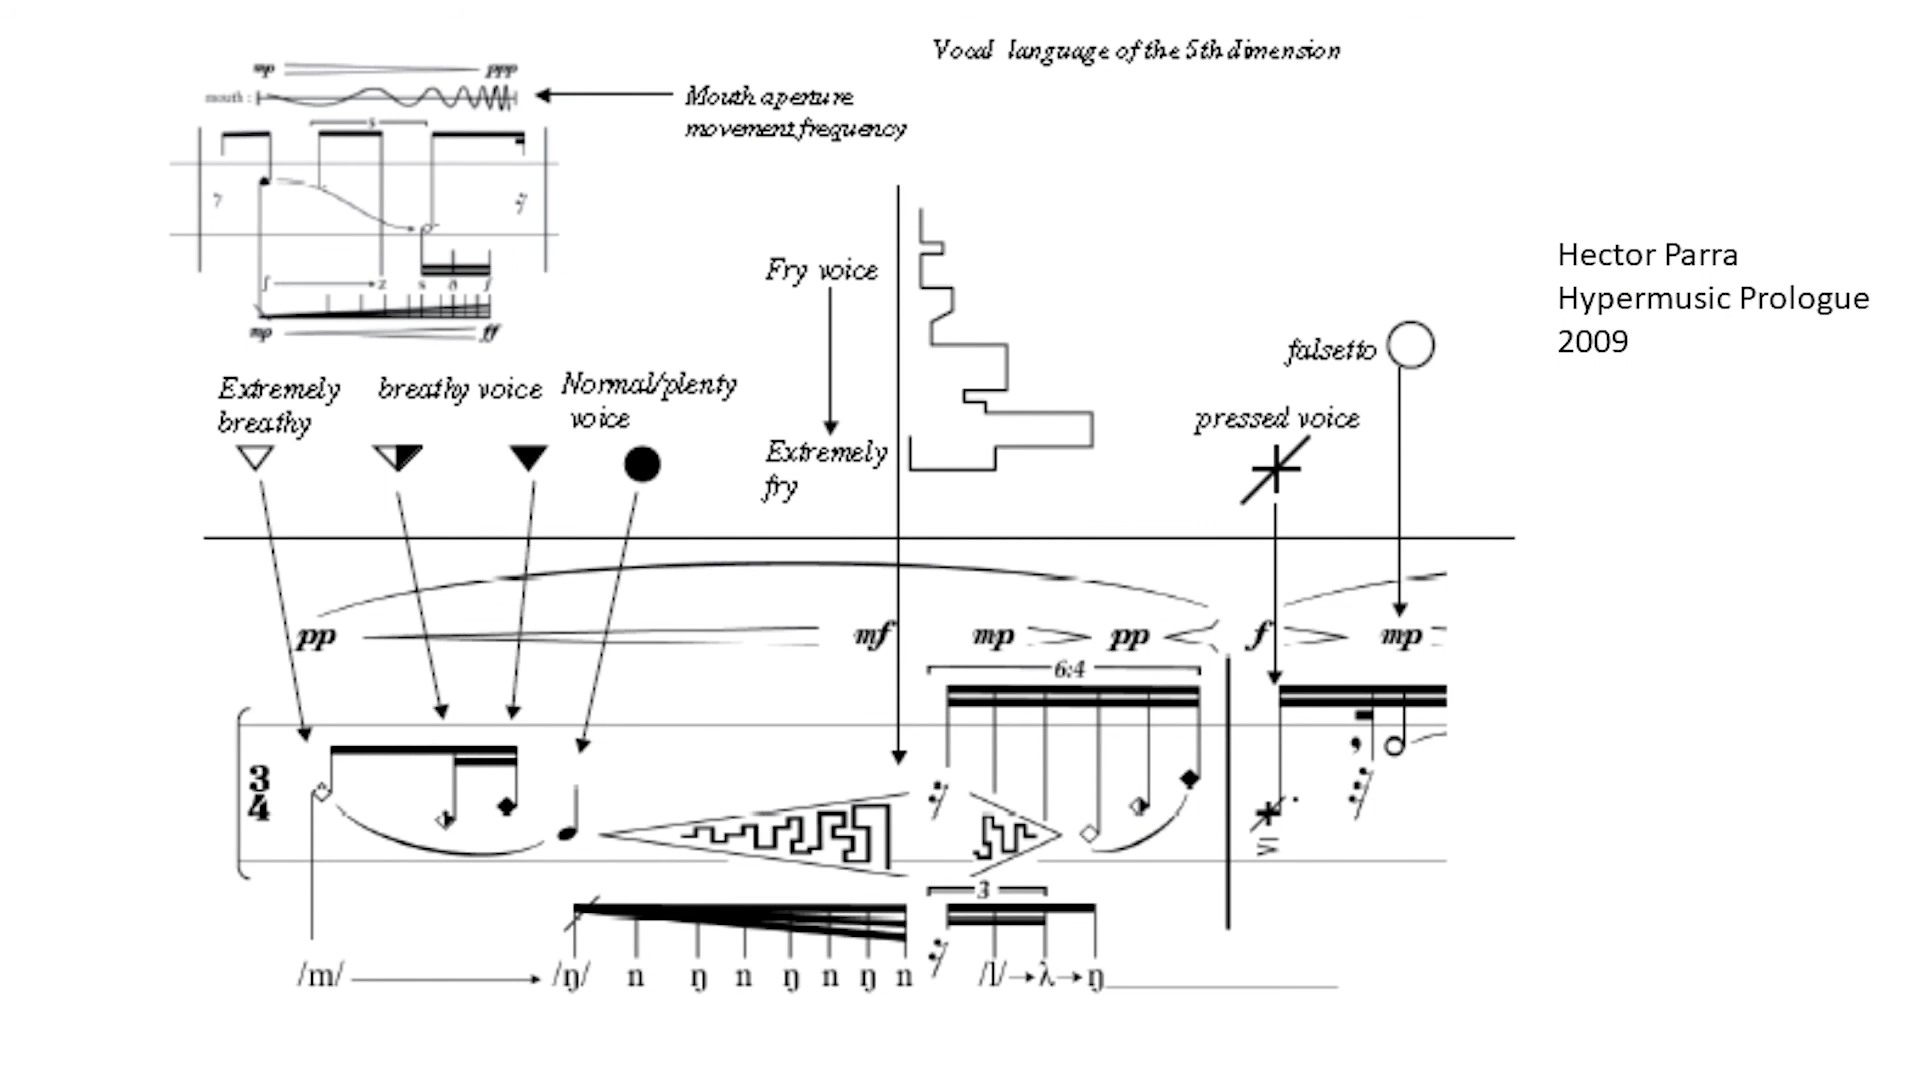 Vocal language of the 5th dimension
mp ppp
mouth :
Mouth aperture
movement frequency
5
ʃ z s ð ʃ
mp ff
Hector Parra
Hypermusic Prologue
2009
Fry voice
Extremely
fry
falsetto
Extremely
breathy
breathy voice
Normal/plenty
voice
pressed voice
pp mf mp pp f mp
6:4
3
4
3
/m/ /ŋ/ n ŋ n ŋ n ŋ n /l/→λ→ŋ